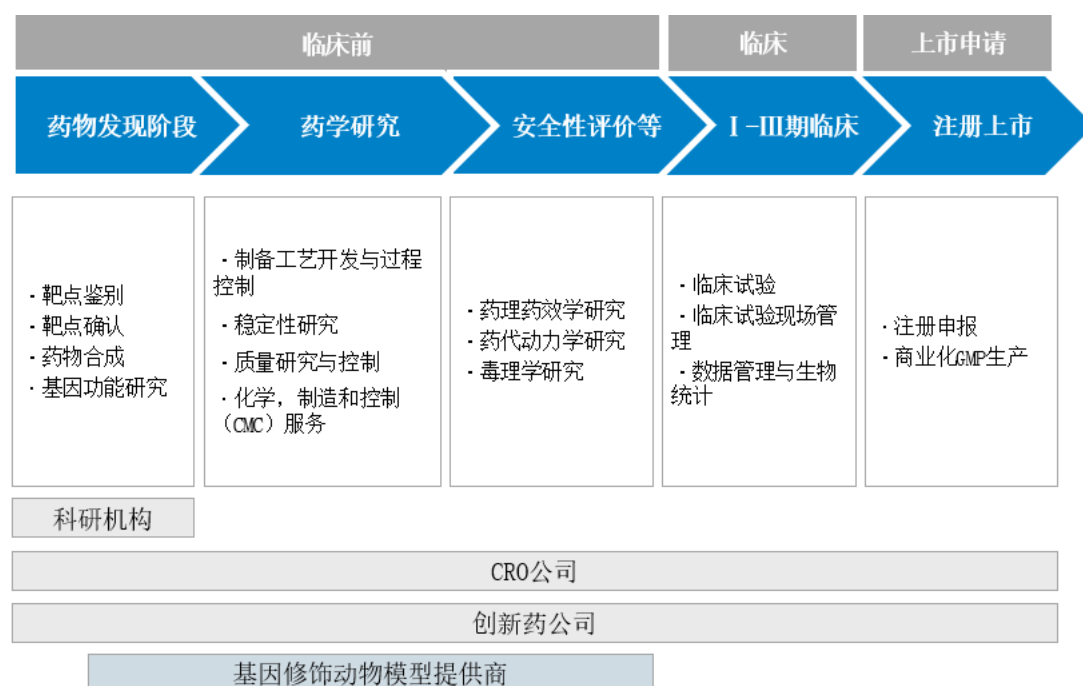 临床前
临床
上市申请
药物发现阶段
药学研究
安全性评价等
I-III期临床
注册上市
·靶点鉴别
·靶点确认
·药物合成
·基因功能研究
·制备工艺开发与过程
控制
·稳定性研究
·质量研究与控制
·化学，制造和控制
（CMC）服务
·药理药效学研究
·药代动力学研究
·毒理学研究
·临床试验
·临床试验现场管
理
·数据管理与生物
统计
·注册申报
·商业化GMP生产
科研机构
CRO公司
创新药公司
基因修饰动物模型提供商